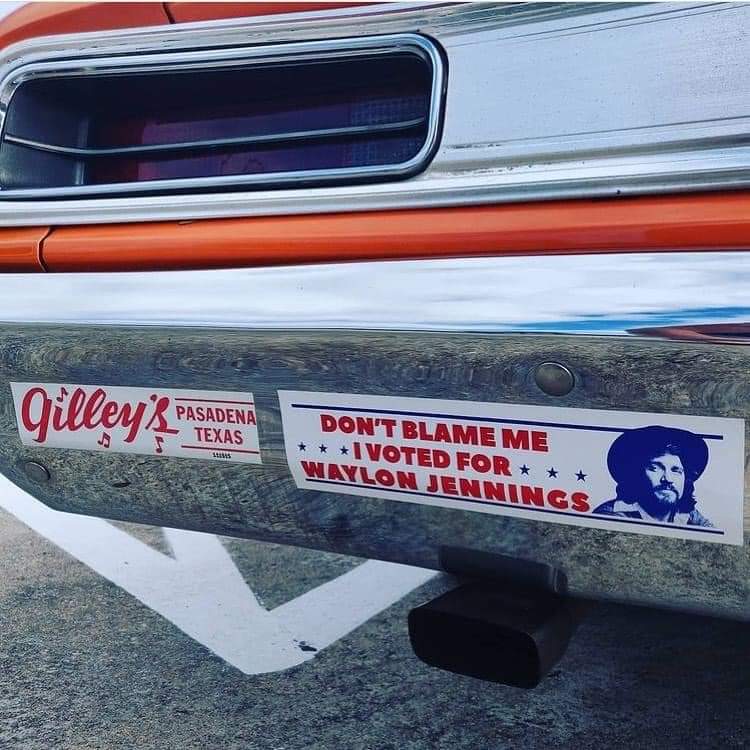 Gilley's
PASADENA
TEXAS
DON'T BLAME ME
I VOTED FOR
WAYLON JENNINGS